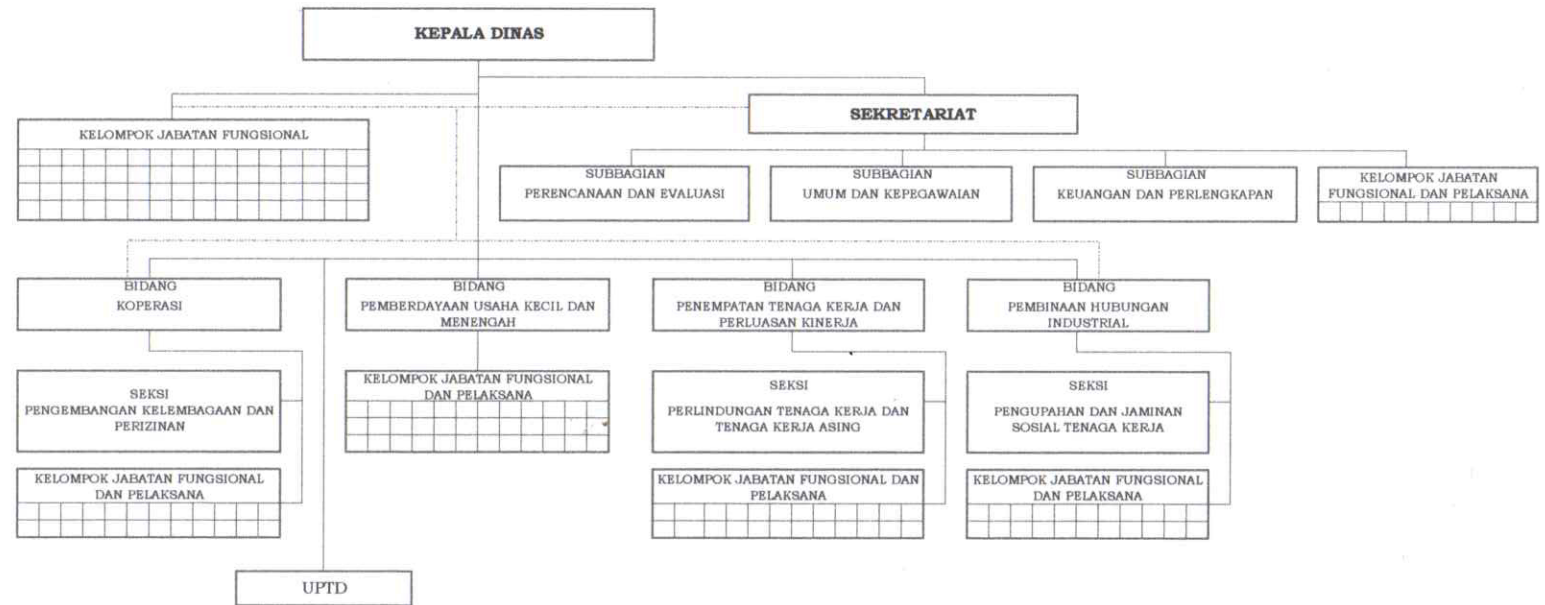 KEPALA DINAS
SEKRETARIAT
KELOMPOK JABATAN FUNGSIONAL
SUBBAGIAN
PERENCANAAN DAN EVALUASI
SUBBAGIAN
UMUM DAN KEPEGAWAIAN
SUBBAGIAN
KEUANGAN DAN PERLENGKAPAN
KELOMPOK JABATAN
FUNGSIONAL DAN PELAKSANA
BIDANG
KOPERASI
BIDANG
PEMBERDAYAAN USAHA KECIL DAN
MENENGAH
BIDANG
PENEMPATAN TENAGA KERJA DAN
PERLUASAN KINERJA
BIDANG
PEMBINAAN HUBUNGAN
INDUSTRIAL
SEKSI
PENGEMBANGAN KELEMBAGAAN DAN
PERIZINAN
KELOMPOK JABATAN FUNGSIONAL
DAN PELAKSANA
SEKSI
PERLINDUNGAN TENAGA KERJA DAN
TENAGA KERJA ASING
SEKSI
PENGUPAHAN DAN JAMINAN
SOSIAL TENAGA KERJA
KELOMPOK JABATAN FUNGSIONAL
DAN PELAKSANA
KELOMPOK JABATAN FUNGSIONAL DAN
PELAKSANA
KELOMPOK JABATAN FUNGSIONAL
DAN PELAKSANA
UPTD